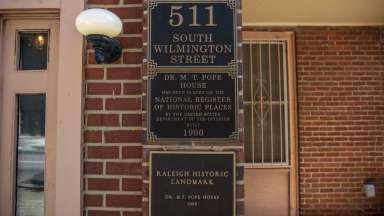 511
SOUTH
WILMINGTON
STREET
DR. M. T. POPE
HOUSE
HAS BEEN PLACED ON THE
NATIONAL REGISTER
OF HISTORIC PLACES
BY THE UNITED STATES
DEPARTMENT OF THE
BUILT
1900
RALEIGH HISTORIC
LANDMARK
DR. M.T. POPE HOUSE